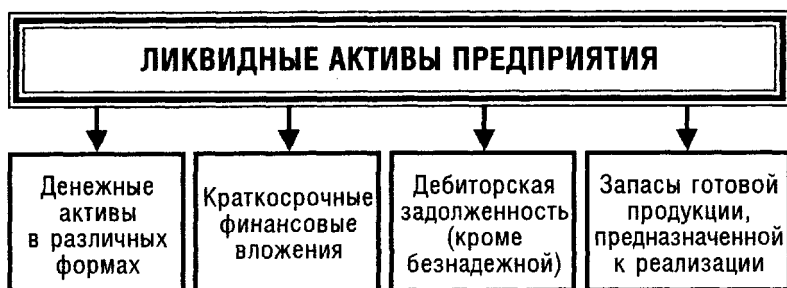 ЛИКВИДНЫЕ АКТИВЫ ПРЕДПРИЯТИЯ
Денежные
активы
в различных
формах
Краткосрочные
финансовые
вложения
Дебиторская
задолженность
(кроме
безнадежной)
Запасы готовой
продукции,
предназначенной
к реализации